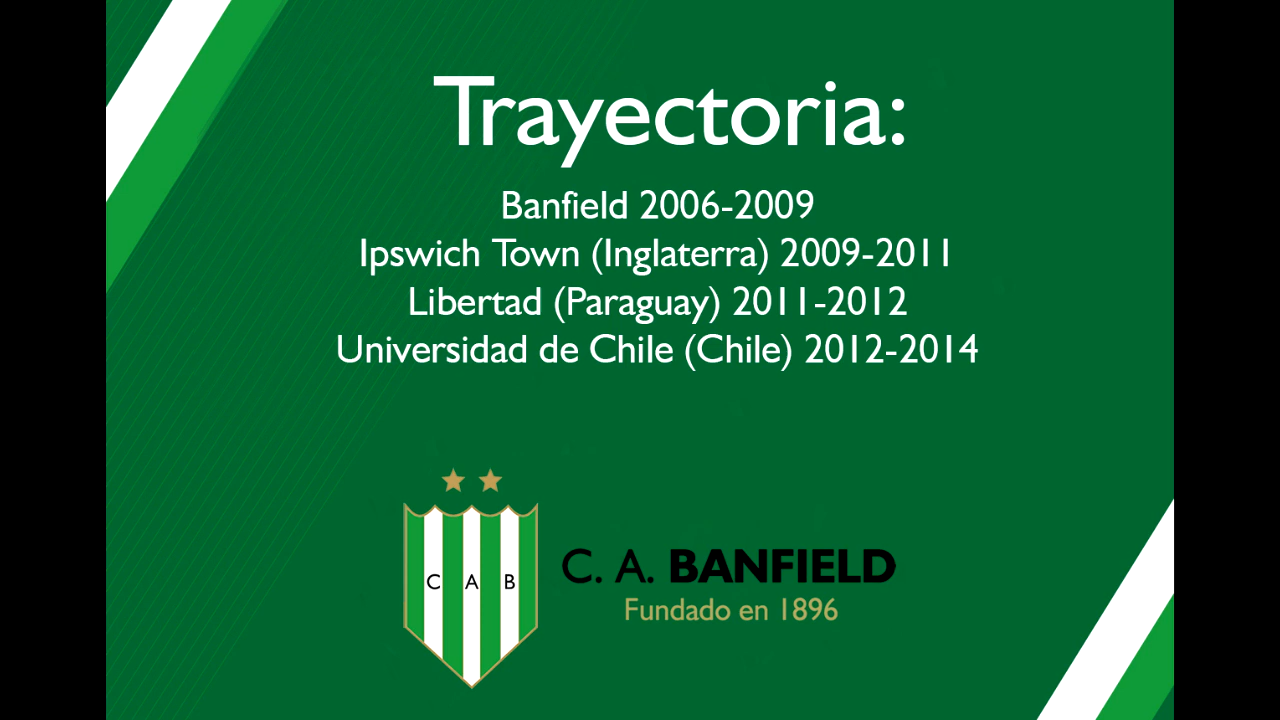 Trayectoria:
Banfield 2006-2009
Ipswich Town (Inglaterra) 2009-2011
Libertad (Paraguay) 2011-2012
Universidad de Chile (Chile) 2012-2014
C A B
C. A. BANFIELD
Fundado en 1896